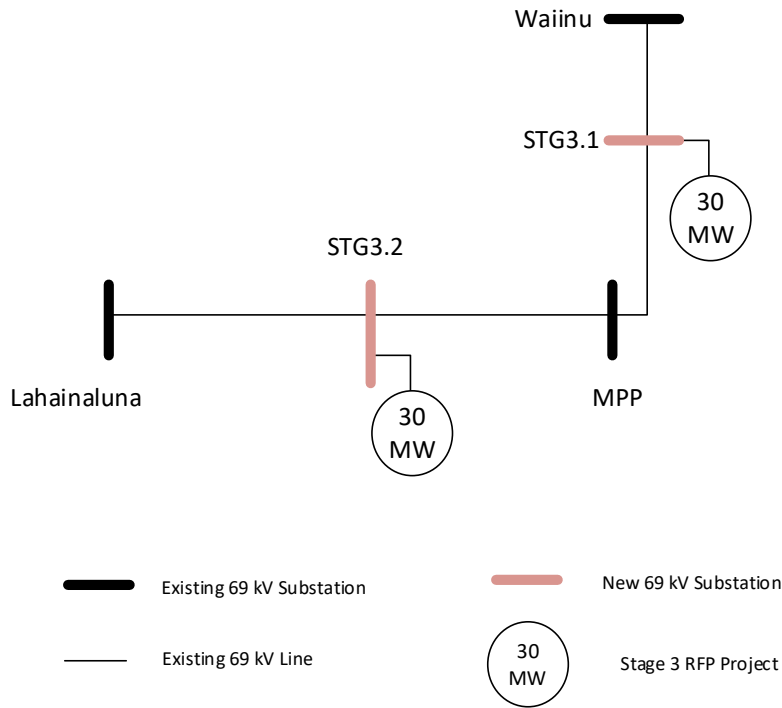 Waiinu
STG3.1
30
MW
STG3.2
Lahainaluna
MPP
30
MW
Existing 69 kV Substation
New 69 kV Substation
Existing 69 kV Line
30
MW
Stage 3 RFP Project